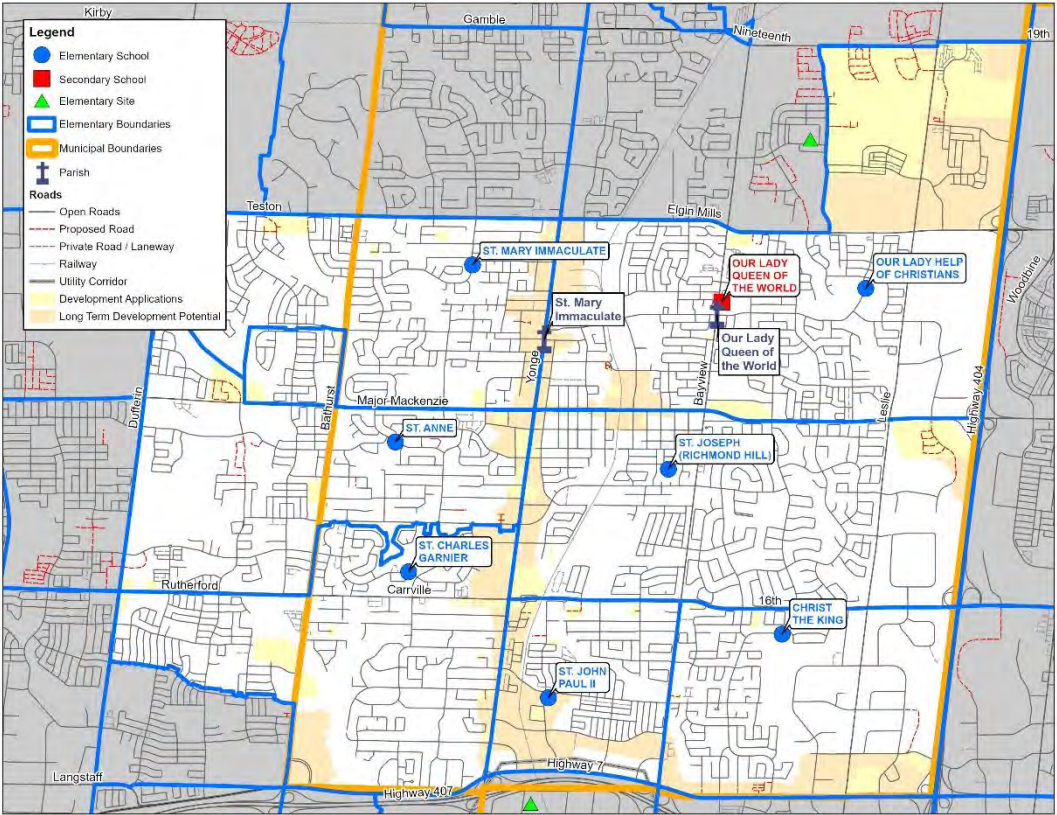 Kirby
Gamble
Nineteenth
19th
Legend
Elementary School
Secondary School
Elementary Site
Elementary Boundaries
Municipal Boundaries
Parish
Roads
Open Roads
Proposed Road
Private Road / Laneway
Railway
Utility Corridor
Development Applications
Long Term Development Potential
Teston
Elgin Mills
ST. MARY IMMACULATE
OUR LADY
QUEEN OF
THE WORLD
OUR LADY HELP
OF CHRISTIANS
Woodbine
St. Mary
Immaculate
Our Lady
Queen of
the World
Yonge
Bayview
Leslie
Highway 404
Dufferin
Bathurst
Major Mackenzie
ST. ANNE
ST. JOSEPH
(RICHMOND HILL)
ST. CHARLES
GARNIER
Rutherford
Carrville
16th
CHRIST
THE KING
ST. JOHN
PAUL II
Langstaff
Highway 7
Highway 407